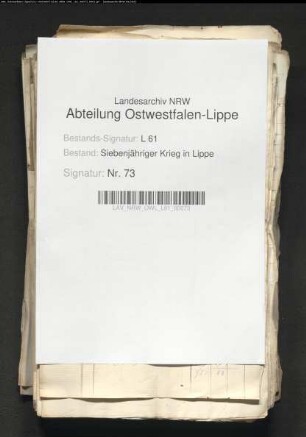 Landesarchiv NRW
Abteilung Ostwestfalen-Lippe
Bestands-Signatur: L 61
Bestand: Siebenjähriger Krieg in Lippe
Signatur: Nr. 73